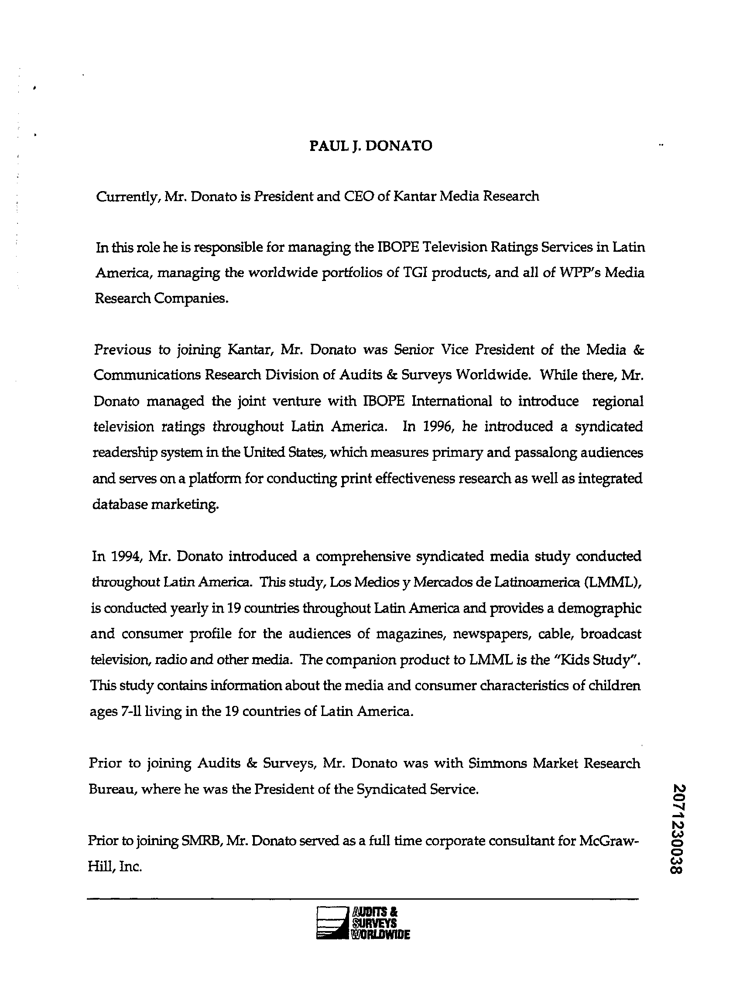 PAUL J. DONATO
Currently, Mr. Donato is President and CEO of Kantar Media Research
In this role he is responsible for managing the IBOPE Television Ratings Services in Latin
America, managing the worldwide portfolios of TGI products, and all of WPP's Media
Research Companies.
Previous to joining Kantar, Mr. Donato was Senior Vice President of the Media &
Communications Research Division of Audits & Surveys Worldwide. While there, Mr.
Donato managed the joint venture with IBOPE International to introduce regional
television ratings throughout Latin America. In 1996, he introduced a syndicated
readership system in the United States, which measures primary and passalong audiences
and serves on a platform for conducting print effectiveness research as well as integrated
database marketing.
In 1994, Mr. Donato introduced a comprehensive syndicated media study conducted
throughout Latin America. This study, Los Medios y Mercados de Latinoamerica (LMML),
is conducted yearly in 19 countries throughout Latin America and provides a demographic
and consumer profile for the audiences of magazines, newspapers, cable, broadcast
television, radio and other media. The companion product to LMML is the "Kids Study".
This study contains information about the media and consumer characteristics of children
ages 7-ll living in the 19 countries of Latin America.
Prior to joining Audits & Surveys, Mr. Donato was with Simmons Market Research
Bureau, where he was the President of the Syndicated Service.
Prior to joining SMRB, Mr. Donato served as a full time corporate consultant for McGraw-
Hill, Inc.
2071230038
AUDITS &
SURVEYS
WORLDWIDE